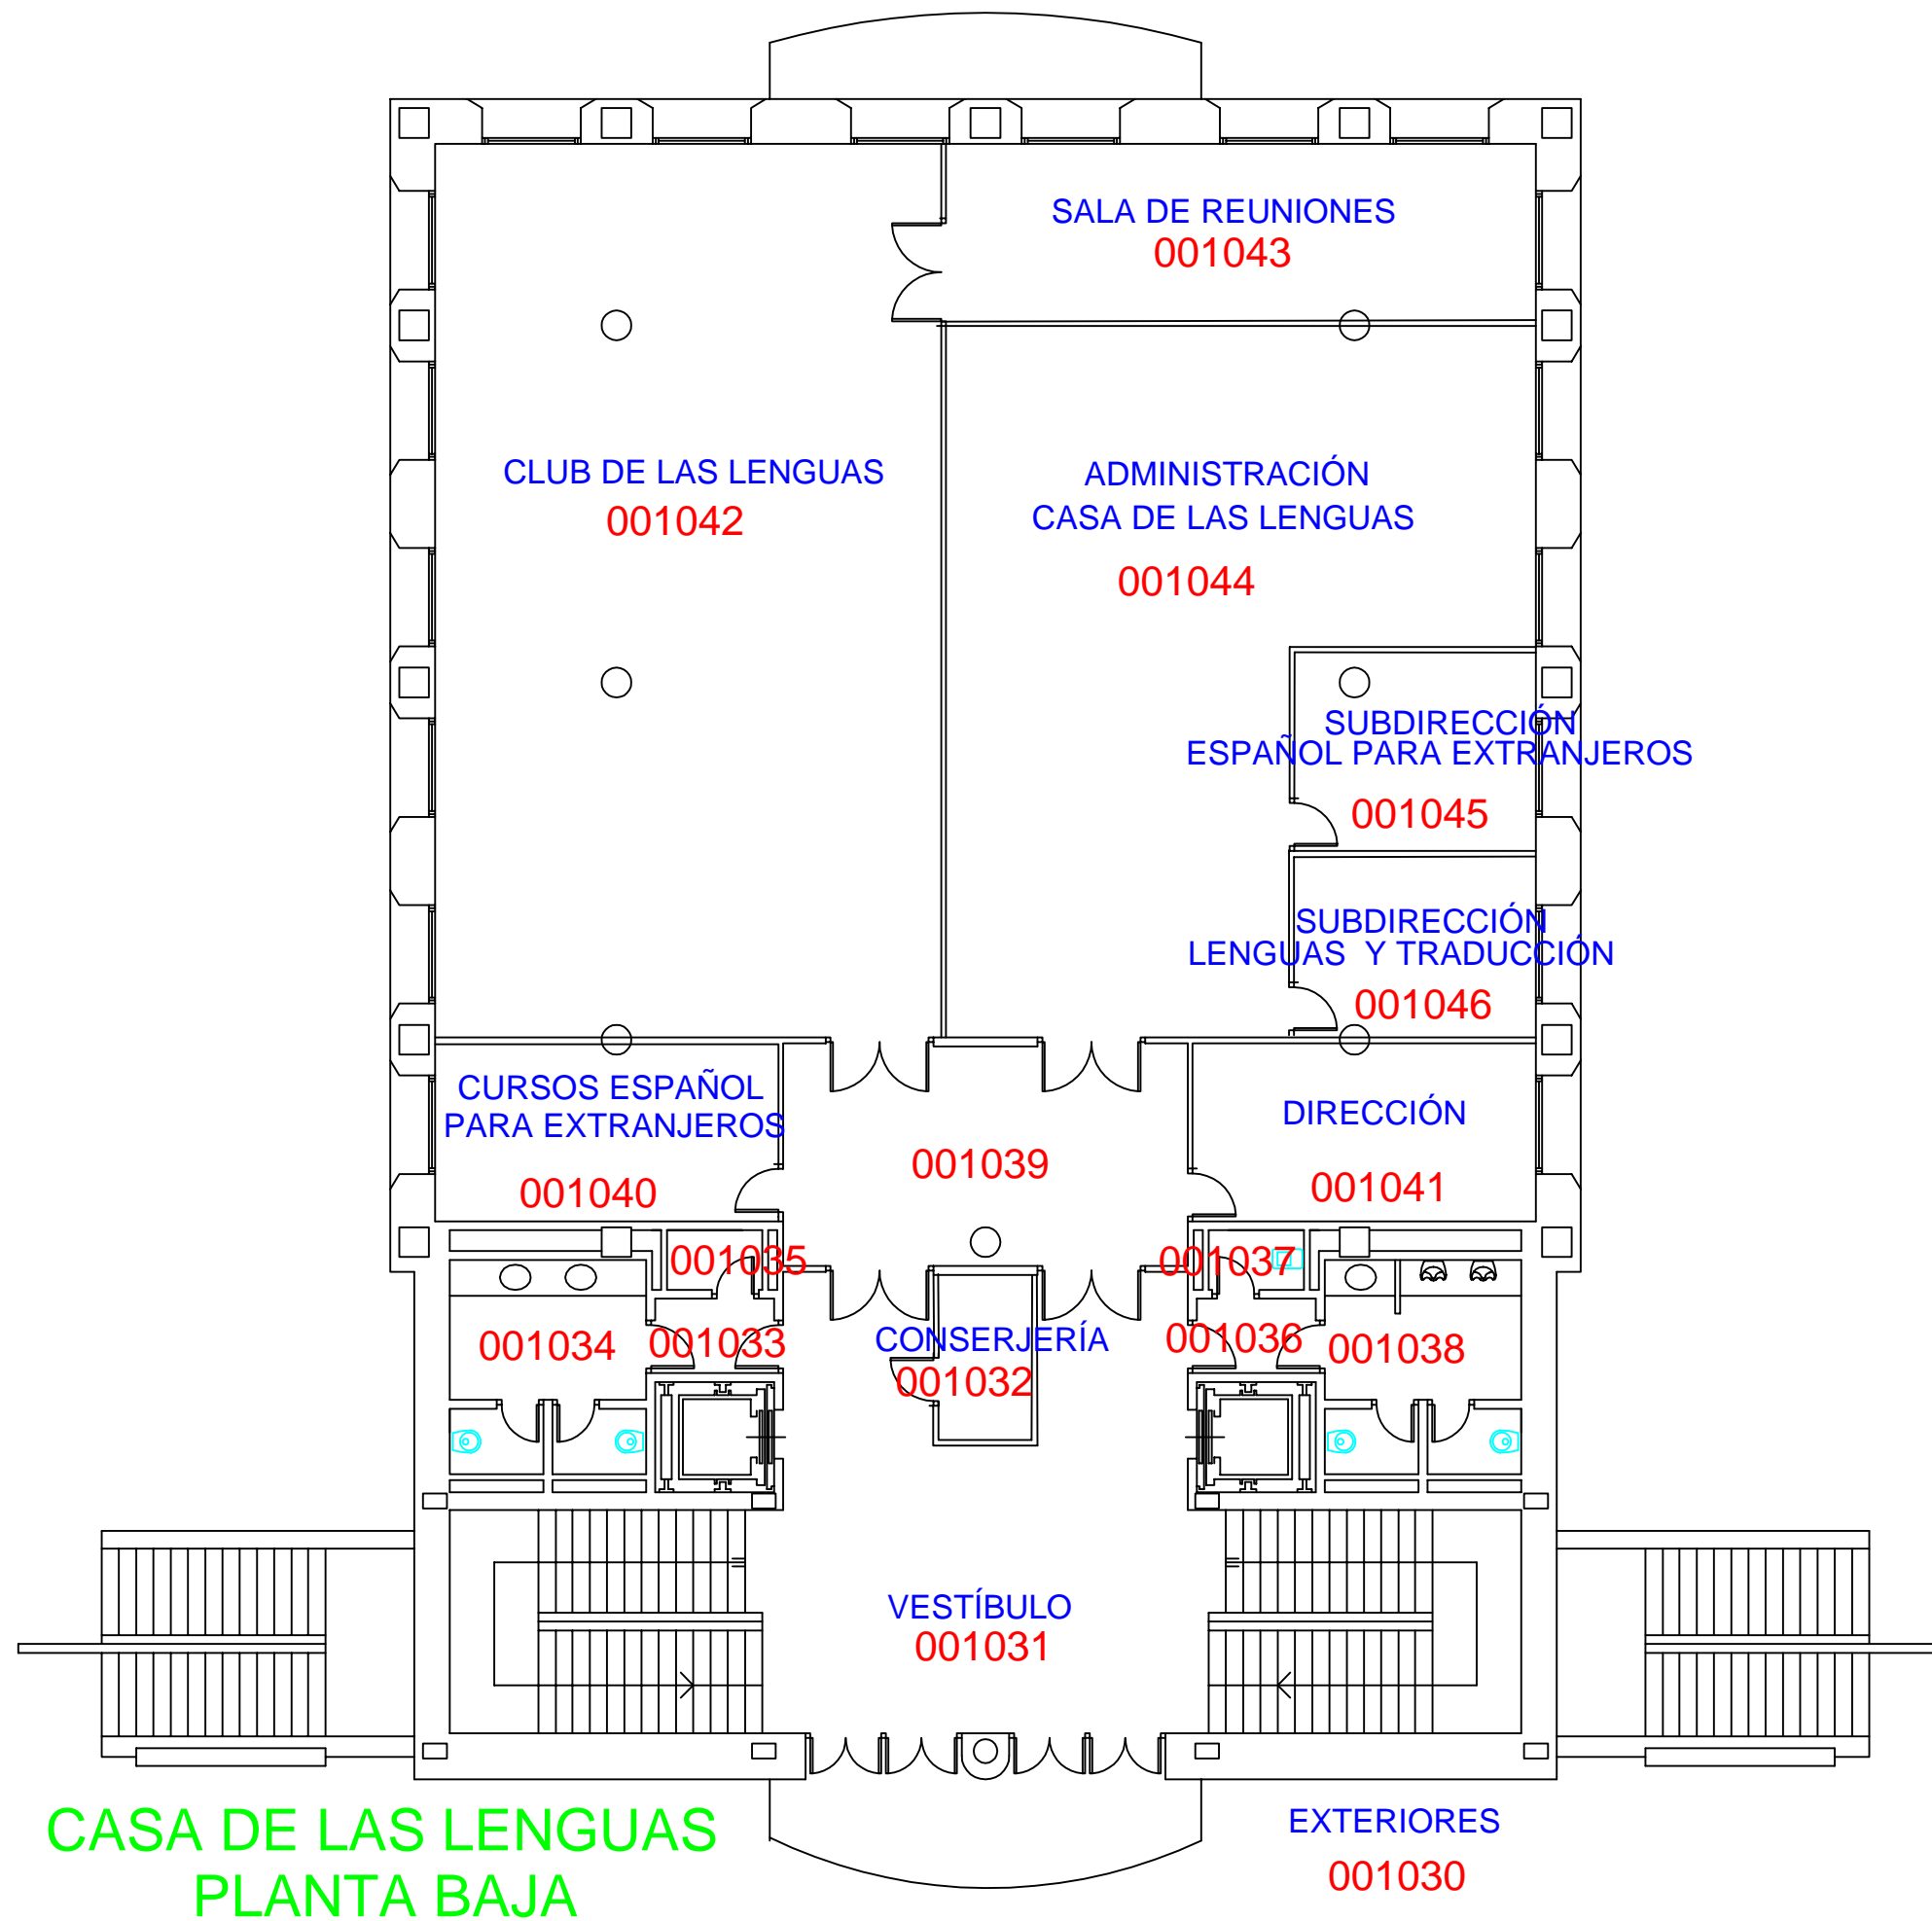 SALA DE REUNIONES
001043
CLUB DE LAS LENGUAS
001042
ADMINISTRACIÓN
CASA DE LAS LENGUAS
001044
SUBDIRECCIÓN
ESPAÑOL PARA EXTRANJEROS
001045
SUBDIRECCIÓN
LENGUAS  Y TRADUCCIÓN
001046
CURSOS ESPAÑOL
PARA EXTRANJEROS
001040
001039
DIRECCIÓN
001041
001035
001037
001034
001033
CONSERJERÍA
001032
001036
001038
VESTÍBULO
001031
CASA DE LAS LENGUAS
PLANTA BAJA
EXTERIORES
001030